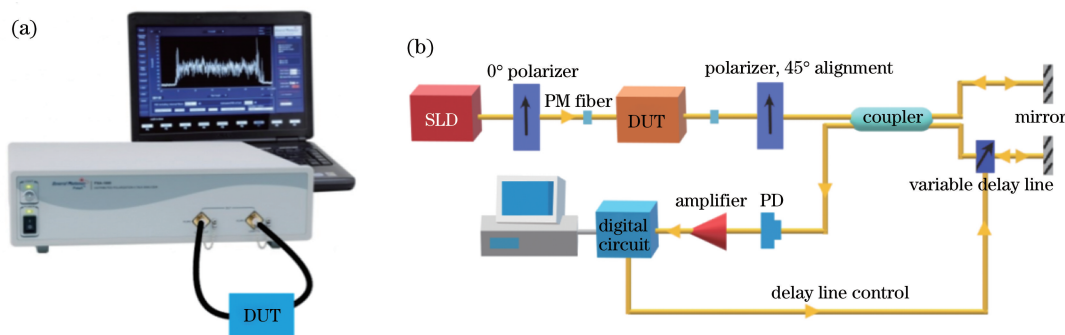 (a)
DUT
(b)
0° polarizer
polarizer, 45° alignment
PM fiber
SLD
DUT
coupler
mirror
variable delay line
amplifier
PD
digital
circuit
delay line control